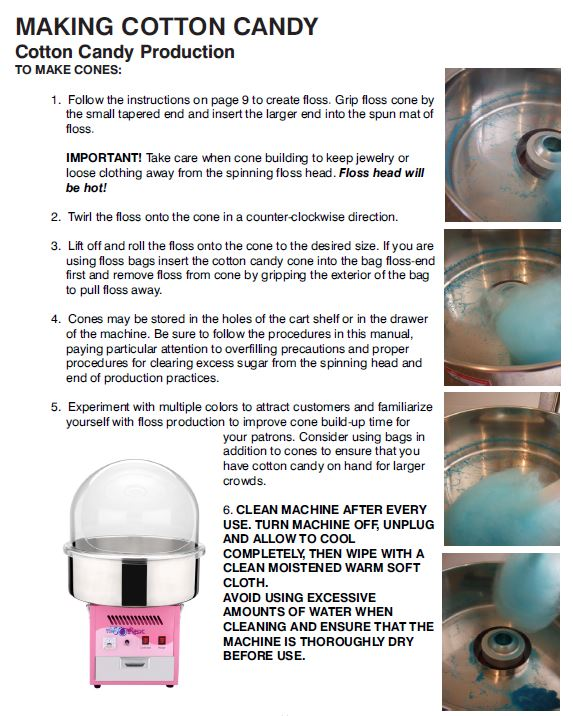 MAKING COTTON CANDY
Cotton Candy Production
TO MAKE CONES:
1. Follow the instructions on page 9 to create floss. Grip floss cone by
the small tapered end and insert the larger end into the spun mat of
floss.
IMPORTANT! Take care when cone building to keep jewelry or
loose clothing away from the spinning floss head. Floss head will
be hot!
2. Twirl the floss onto the cone in a counter-clockwise direction.
3. Lift off and roll the floss onto the cone to the desired size. If you are
using floss bags insert the cotton candy cone into the bag floss-end
first and remove floss from cone by gripping the exterior of the bag
to pull floss away.
4. Cones may be stored in the holes of the cart shelf or in the drawer
of the machine. Be sure to follow the procedures in this manual,
paying particular attention to overfilling precautions and proper
procedures for clearing excess sugar from the spinning head and
end of production practices.
5. Experiment with multiple colors to attract customers and familiarize
yourself with floss production to improve cone build-up time for
your patrons. Consider using bags in
addition to cones to ensure that you
have cotton candy on hand for larger
crowds.
6. CLEAN MACHINE AFTER EVERY
USE. TURN MACHINE OFF, UNPLUG
AND ALLOW TO COOL
COMPLETELY, THEN WIPE WITH A
CLEAN MOISTENED WARM SOFT
CLOTH.
AVOID USING EXCESSIVE
AMOUNTS OF WATER WHEN
CLEANING AND ENSURE THAT THE
MACHINE IS THOROUGHLY DRY
BEFORE USE.